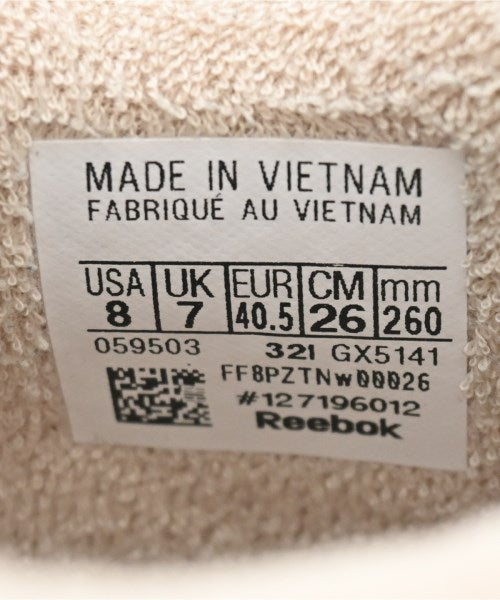 MADE IN VIETNAM
FABRIQUÉ AU VIETNAM
USA UK EUR CM mm
8 7 40.5 26 260
059503 32I GX5141
FF8PZTNw00026
#127196012
Reebok